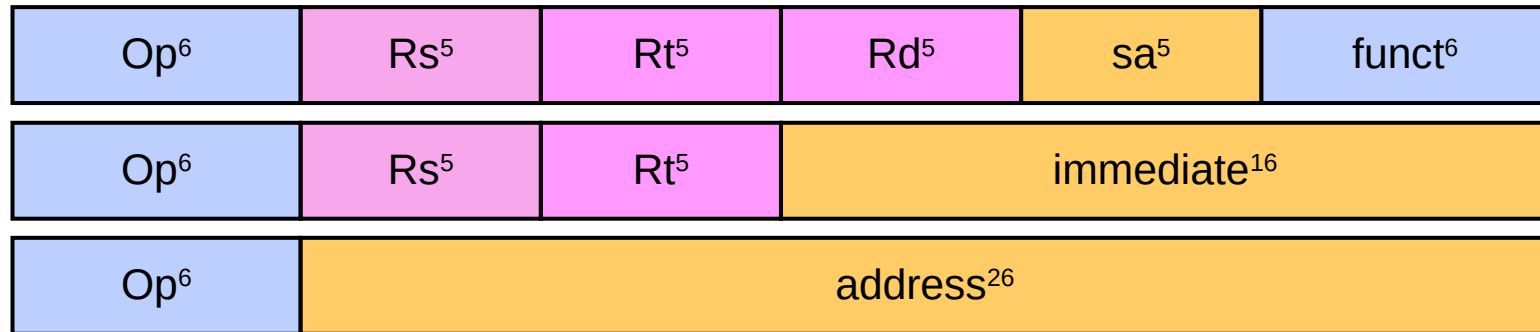 Op⁶ Rs⁵ Rt⁵ Rd⁵ sa⁵ funct⁶
Op⁶ Rs⁵ Rt⁵ immediate¹⁶
Op⁶ address²⁶